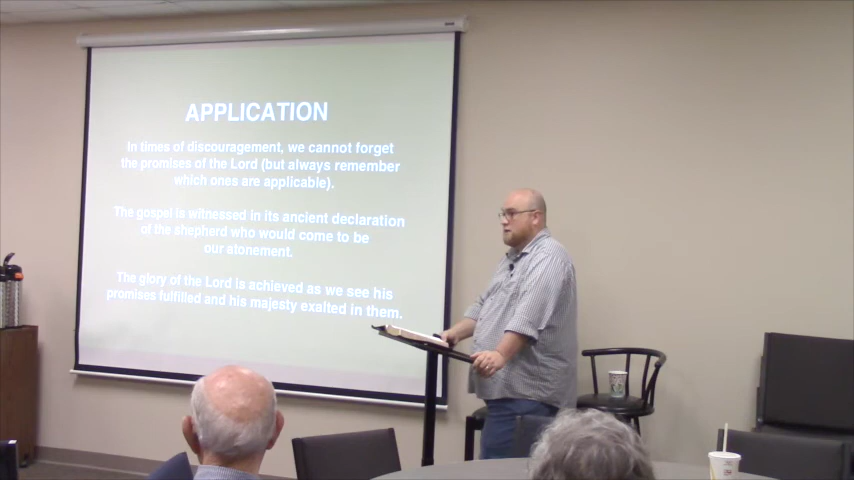 APPLICATION
In times of discouragement, we cannot forget
the promises of the Lord (but always remember
which ones are applicable).
The gospel is witnessed in its ancient declaration
of the shepherd who would come to be
our atonement.
The glory of the Lord is achieved as we see his
promises fulfilled and his majesty exalted in them.